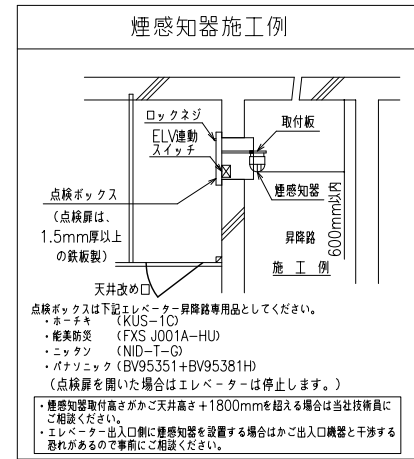 煙感知器施工例
ロックネジ
ELV連動
スイッチ
取付板
点検ボックス
(点検扉は、
1.5mm厚以上
の鉄板製)
煙感知器
昇降路
600mm以内
施工例
天井改め口
点検ボックスは下記エレベーター昇降路専用品としてください。
・ホーチキ (KUS-1C)
・能美防災 (FXS J001A-HU)
・ニッタン (NID-T-G)
・パナソニック (BV95351+BV95381H)
(点検扉を開いた場合はエレベーターは停止します。)
・煙感知器取付高さがかご天井高さ+1800mmを超える場合は当社技術員に
ご相談ください。
・エレベーター出入口側に煙感知器を設置する場合はかご出入口機器と干渉する
恐れがあるので事前にご相談ください。